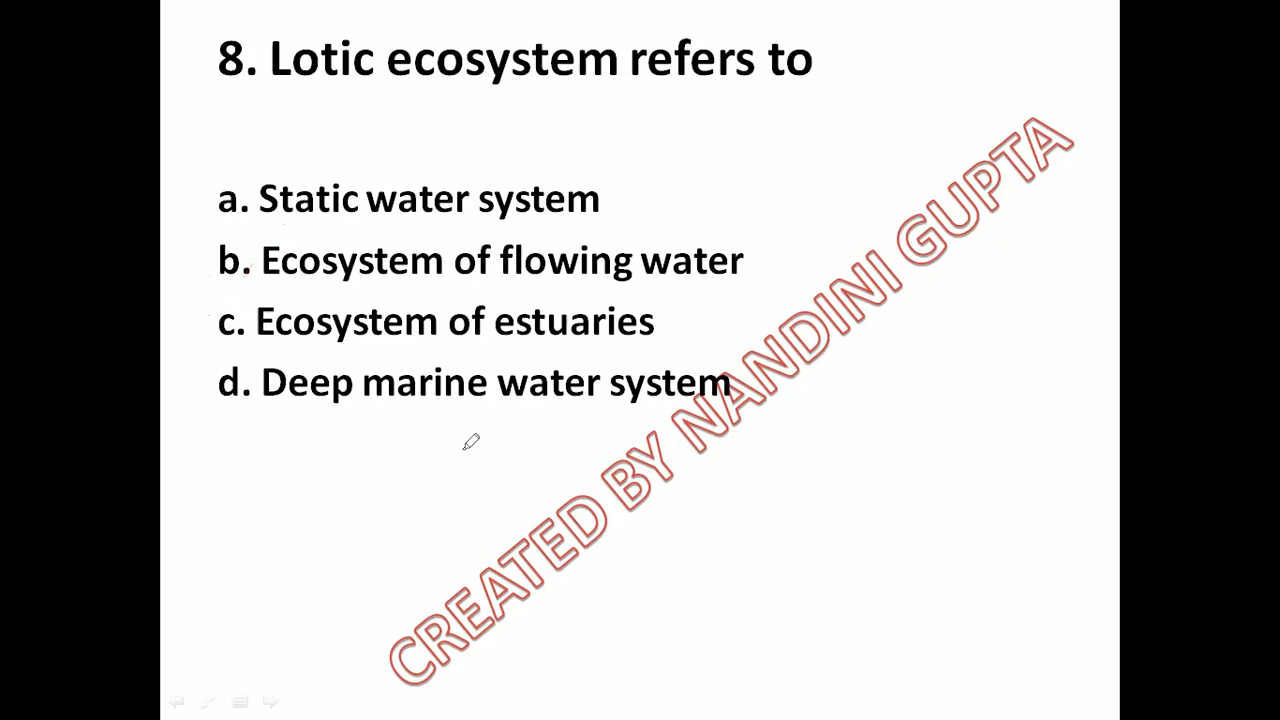 8. Lotic ecosystem refers to
a. Static water system
b. Ecosystem of flowing water
c. Ecosystem of estuaries
d. Deep marine water system
CREATED BY NANDINI GUPTA